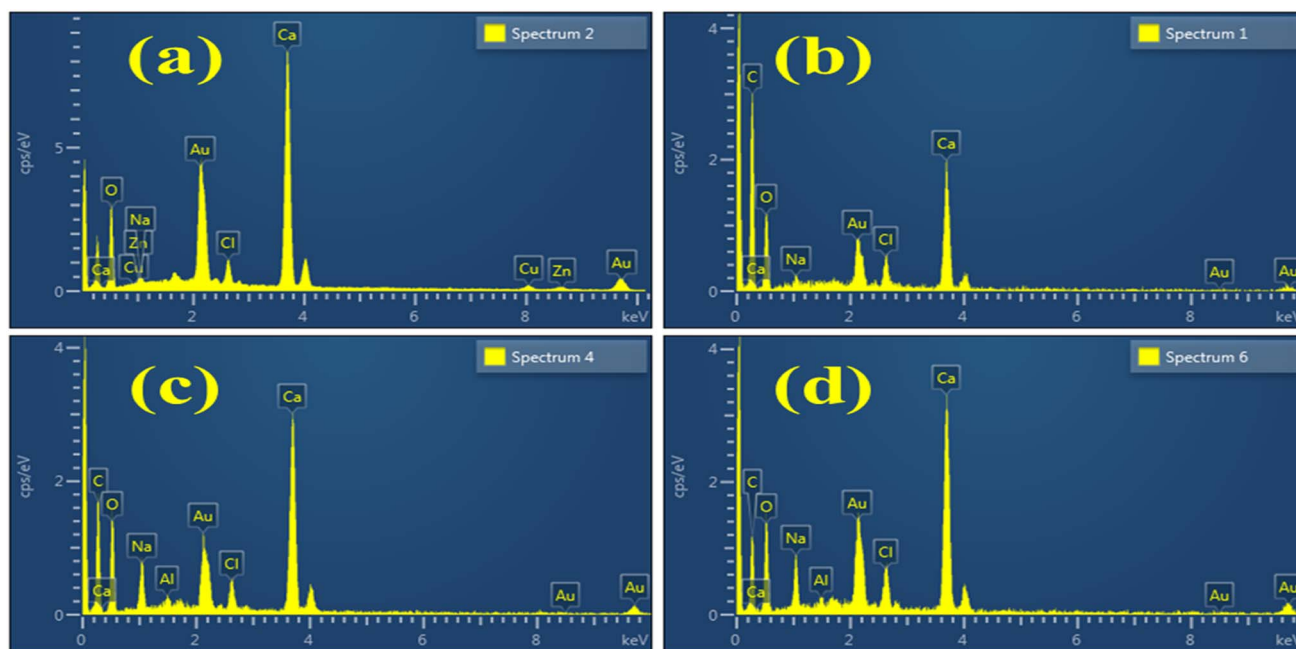 (a)
Spectrum 2
cps/eV
5
0
Ca
O
Na
Zn
Cu
Au
Cl
Ca
Cu
Zn
Au
0 2 4 6 8 keV
(b)
Spectrum 1
cps/eV
4
2
0
C
Ca
O
Na
Au
Cl
Ca
Au
Au
0 2 4 6 8 keV
(c)
Spectrum 4
cps/eV
4
2
0
C
Ca
O
Na
Al
Au
Cl
Ca
Au
Au
0 2 4 6 8 keV
(d)
Spectrum 6
cps/eV
4
2
0
C
Ca
O
Na
Al
Au
Cl
Ca
Au
Au
0 2 4 6 8 keV